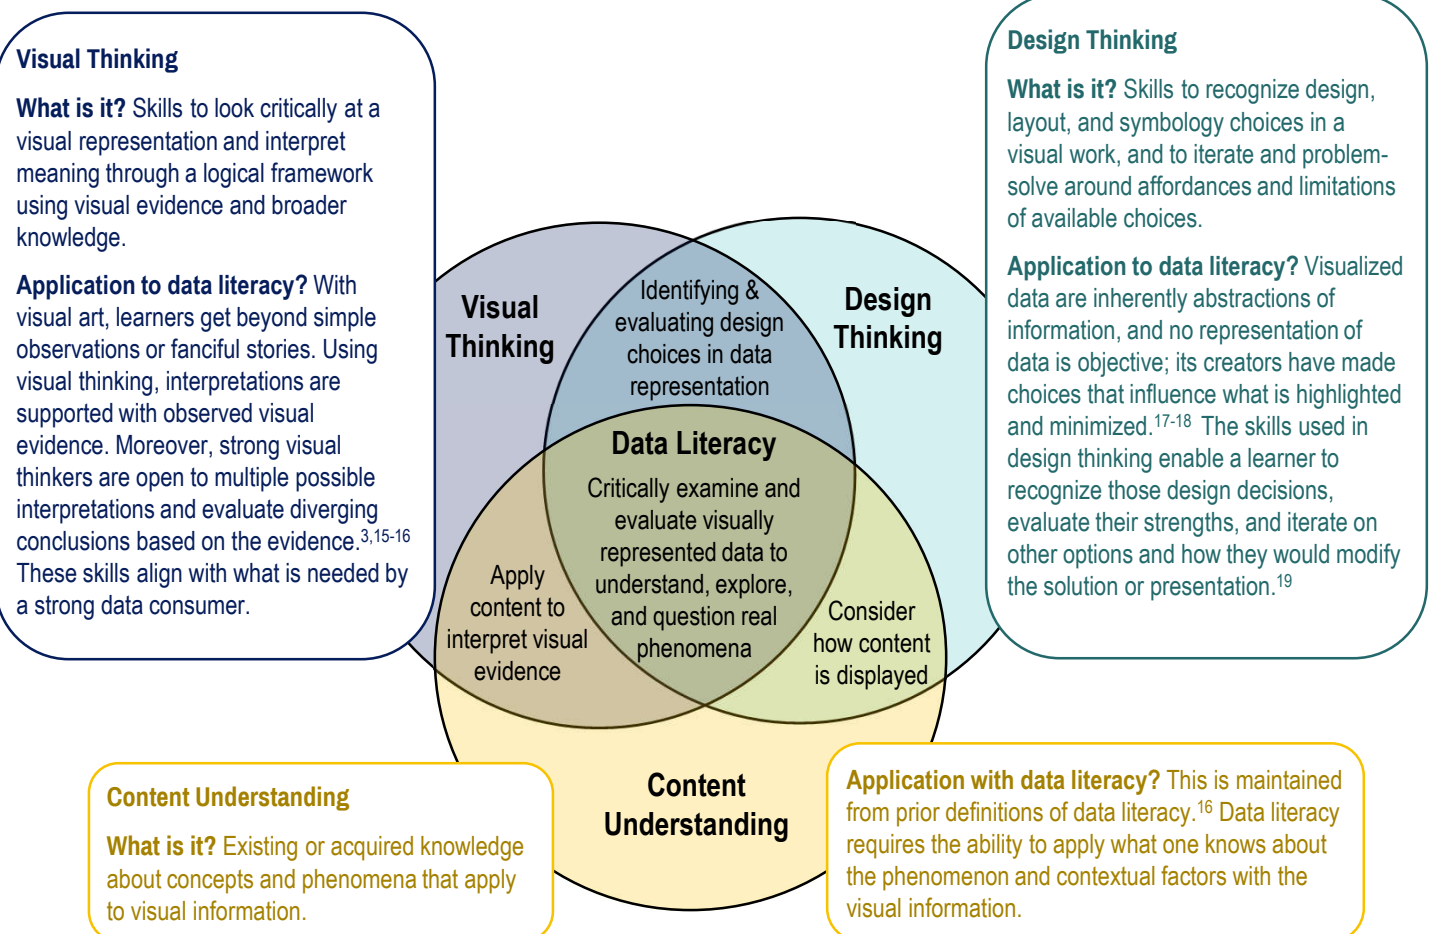 Visual Thinking
What is it? Skills to look critically at a
visual representation and interpret
meaning through a logical framework
using visual evidence and broader
knowledge.
Application to data literacy? With
visual art, learners get beyond simple
observations or fanciful stories. Using
visual thinking, interpretations are
supported with observed visual
evidence. Moreover, strong visual
thinkers are open to multiple possible
interpretations and evaluate diverging
conclusions based on the evidence.3,15-16
These skills align with what is needed by
a strong data consumer.
Design Thinking
What is it? Skills to recognize design,
layout, and symbology choices in a
visual work, and to iterate and problem-
solve around affordances and limitations
of available choices.
Application to data literacy? Visualized
data are inherently abstractions of
information, and no representation of
data is objective; its creators have made
choices that influence what is highlighted
and minimized.17-18 The skills used in
design thinking enable a learner to
recognize those design decisions,
evaluate their strengths, and iterate on
other options and how they would modify
the solution or presentation.19
Visual
Thinking
Identifying &
evaluating design
choices in data
representation
Design
Thinking
Data Literacy
Critically examine and
evaluate visually
represented data to
understand, explore,
and question real
phenomena
Apply
content to
interpret visual
evidence
Consider
how content
is displayed
Content
Understanding
Content Understanding
What is it? Existing or acquired knowledge
about concepts and phenomena that apply
to visual information.
Application with data literacy? This is maintained
from prior definitions of data literacy.16 Data literacy
requires the ability to apply what one knows about
the phenomenon and contextual factors with the
visual information.